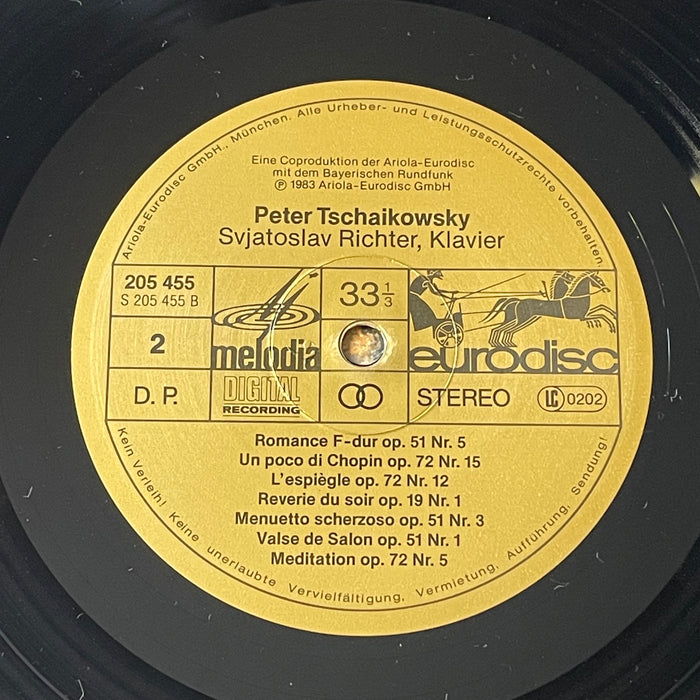 Ariola-Eurodisc GmbH., München. Alle Urheber- und Leistungsschutzrechte vorbehalten.
Eine Coproduktion der Ariola-Eurodisc
mit dem Bayerischen Rundfunk
Ⓟ 1983 Ariola-Eurodisc GmbH
Peter Tschaikowsky
Svjatoslav Richter, Klavier
205 455
S 205 455 B
33 1/3
2
melodia
eurodisc
D. P.
DIGITAL
RECORDING
STEREO
LC 0202
Romance F-dur op. 51 Nr. 5
Un poco di Chopin op. 72 Nr. 15
L'espiègle op. 72 Nr. 12
Reverie du soir op. 19 Nr. 1
Menuetto scherzoso op. 51 Nr. 3
Valse de Salon op. 51 Nr. 1
Meditation op. 72 Nr. 5
Kein Verleih! Keine unerlaubte Vervielfältigung, Vermietung, Aufführung, Sendung!